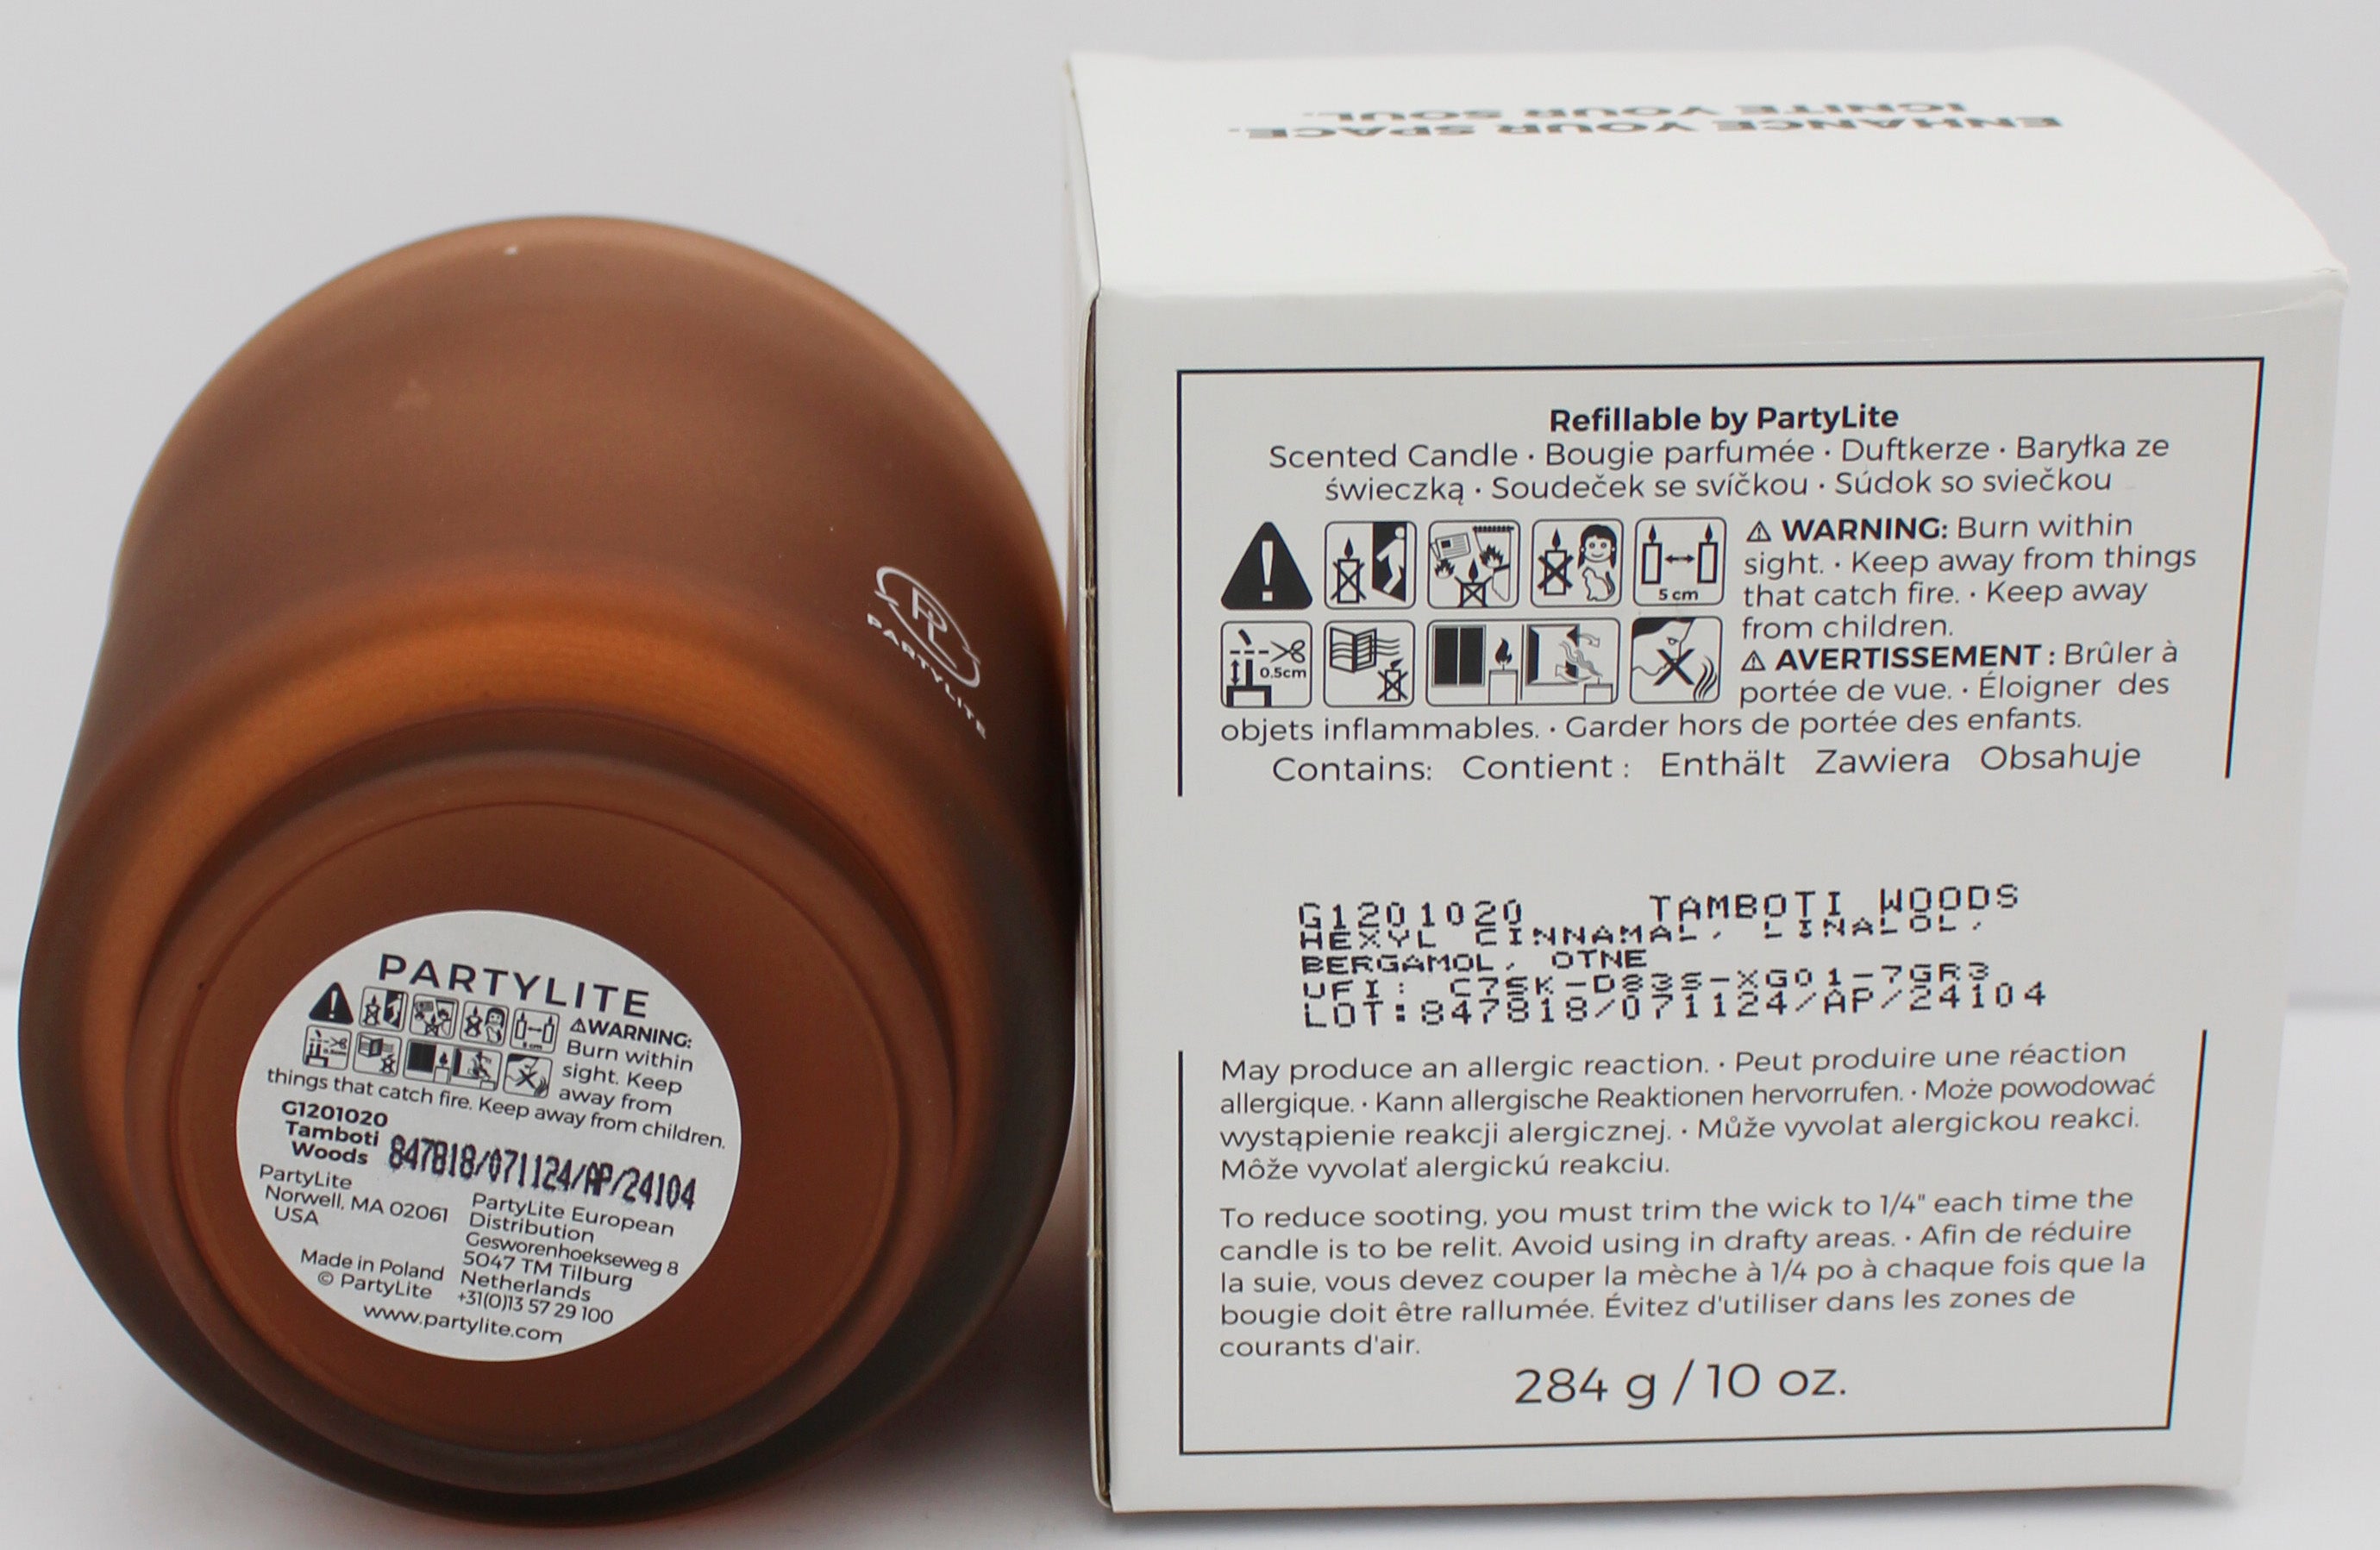 PARTYLITE
PARTYLITE
⚠WARNING:
Burn within
sight. Keep
away from
things that catch fire. Keep away from children.
G1201020
Tamboti
Woods
847818/071124/AP/24104
PartyLite
Norwell, MA 02061
USA
Made in Poland
© PartyLite
PartyLite European
Distribution
Gesworenhoekseweg 8
5047 TM Tilburg
Netherlands
+31(0)13 57 29 100
www.partylite.com
ENHANCE YOUR SPACE.
IGNITE YOUR SOUL.
Refillable by PartyLite
Scented Candle · Bougie parfumée · Duftkerze · Baryłka ze
świeczką · Soudeček se svíčkou · Súdok so sviečkou
5 cm
0.5cm
⚠ WARNING: Burn within
sight. · Keep away from things
that catch fire. · Keep away
from children.
⚠ AVERTISSEMENT : Brûler à
portée de vue. · Éloigner des
objets inflammables. · Garder hors de portée des enfants.
Contains: Contient : Enthält Zawiera Obsahuje
G1201020 TAMBOTI WOODS
HEXYL CINNAMAL, LINALOL,
BERGAMOL, OTNE
UFI:
LOT:847818/071124/AP/24104
May produce an allergic reaction. · Peut produire une réaction
allergique. · Kann allergische Reaktionen hervorrufen. · Może powodować
wystąpienie reakcji alergicznej. · Může vyvolat alergickou reakci.
Môže vyvolať alergickú reakciu.
To reduce sooting, you must trim the wick to 1/4" each time the
candle is to be relit. Avoid using in drafty areas. · Afin de réduire
la suie, vous devez couper la mèche à 1/4 po à chaque fois que la
bougie doit être rallumée. Évitez d'utiliser dans les zones de
courants d'air.
284 g / 10 oz.